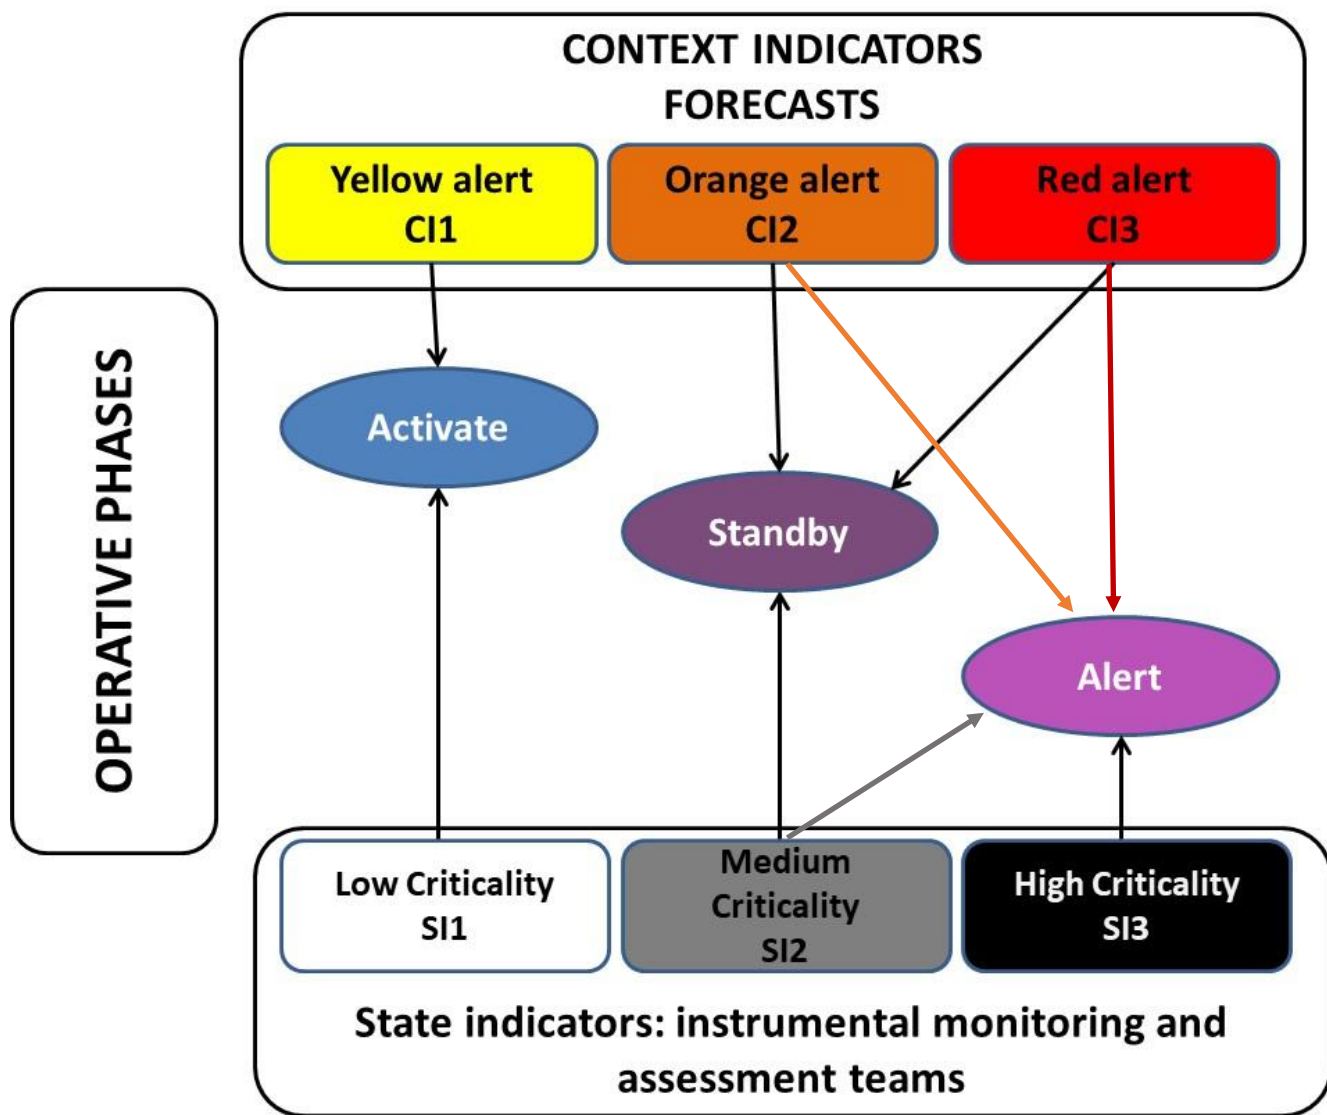 CONTEXT INDICATORS
FORECASTS
Yellow alert
CI1
Orange alert
CI2
Red alert
CI3
OPERATIVE PHASES
Activate
Standby
Alert
Low Criticality
SI1
Medium
Criticality
SI2
High Criticality
SI3
State indicators: instrumental monitoring and
assessment teams